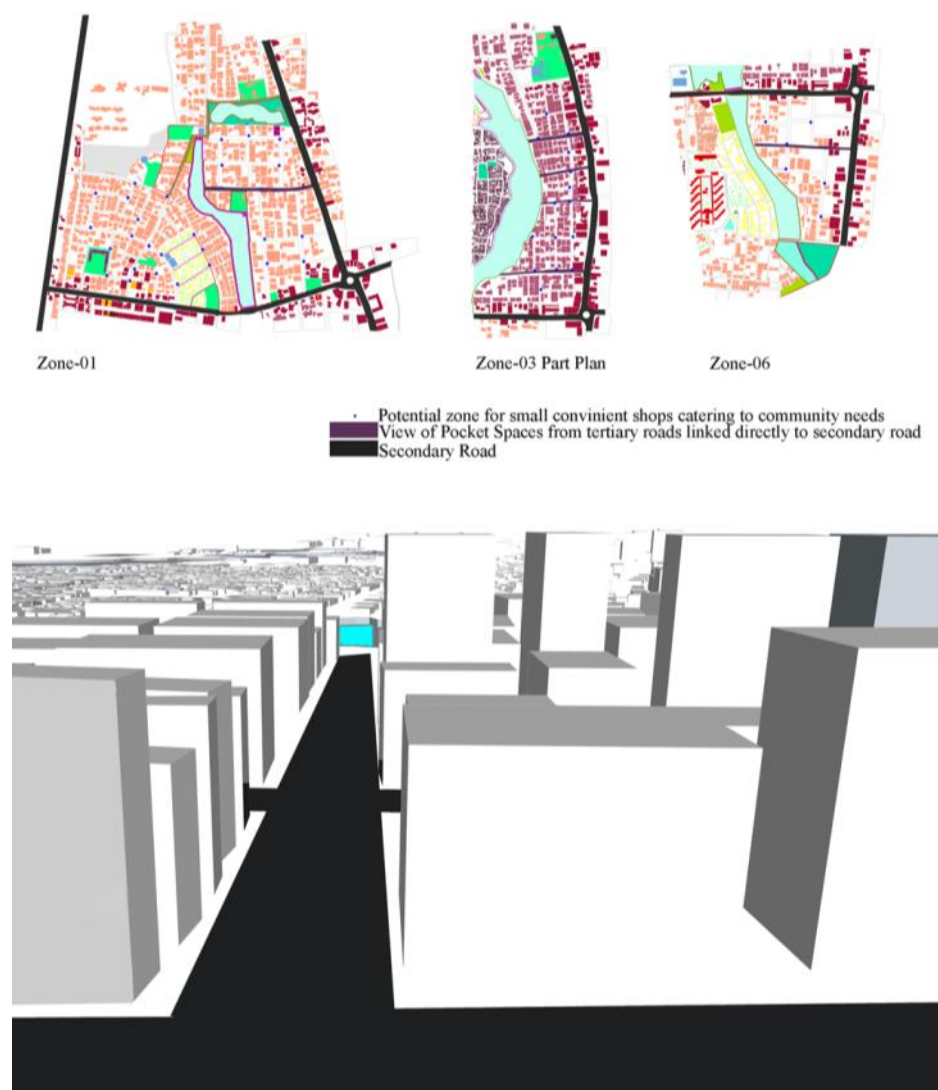 Zone-01
Zone-03 Part Plan
Zone-06
Potential zone for small convinient shops catering to community needs
View of Pocket Spaces from tertiary roads linked directly to secondary road
Secondary Road